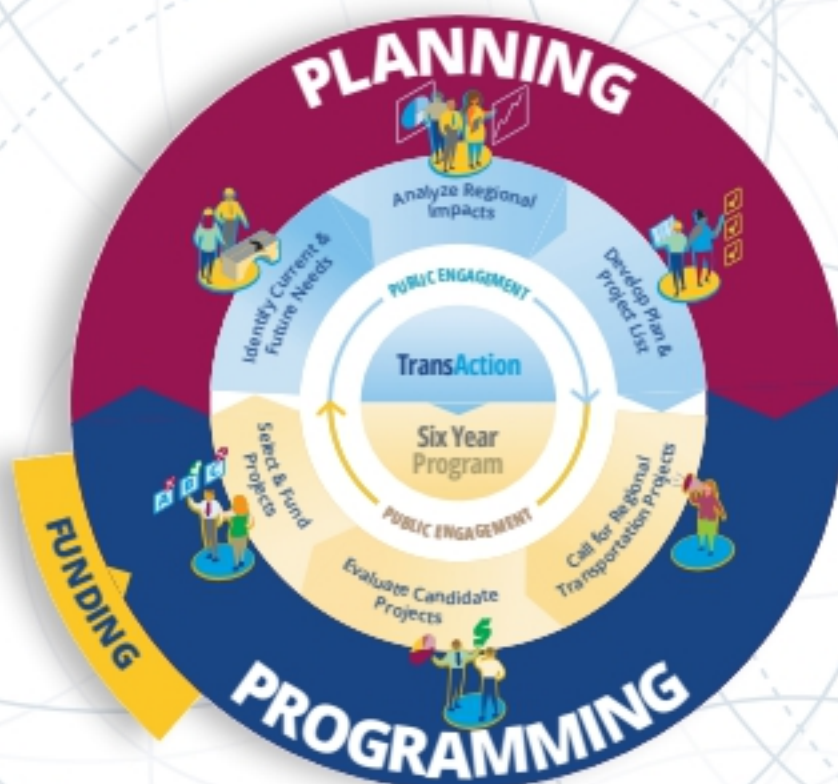 PLANNING
Analyze Regional
Impacts
Identify Current &
Future Needs
Develop Plan &
Project List
PUBLIC ENGAGEMENT
TransAction
Six Year
Program
PUBLIC ENGAGEMENT
Select & Fund
Projects
Call for Regional
Transportation Projects
Evaluate Candidate
Projects
A B C
$
FUNDING
PROGRAMMING